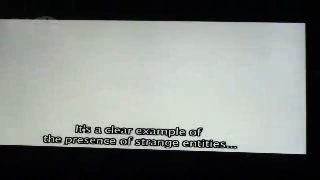 It's a clear example of
the presence of strange entities...